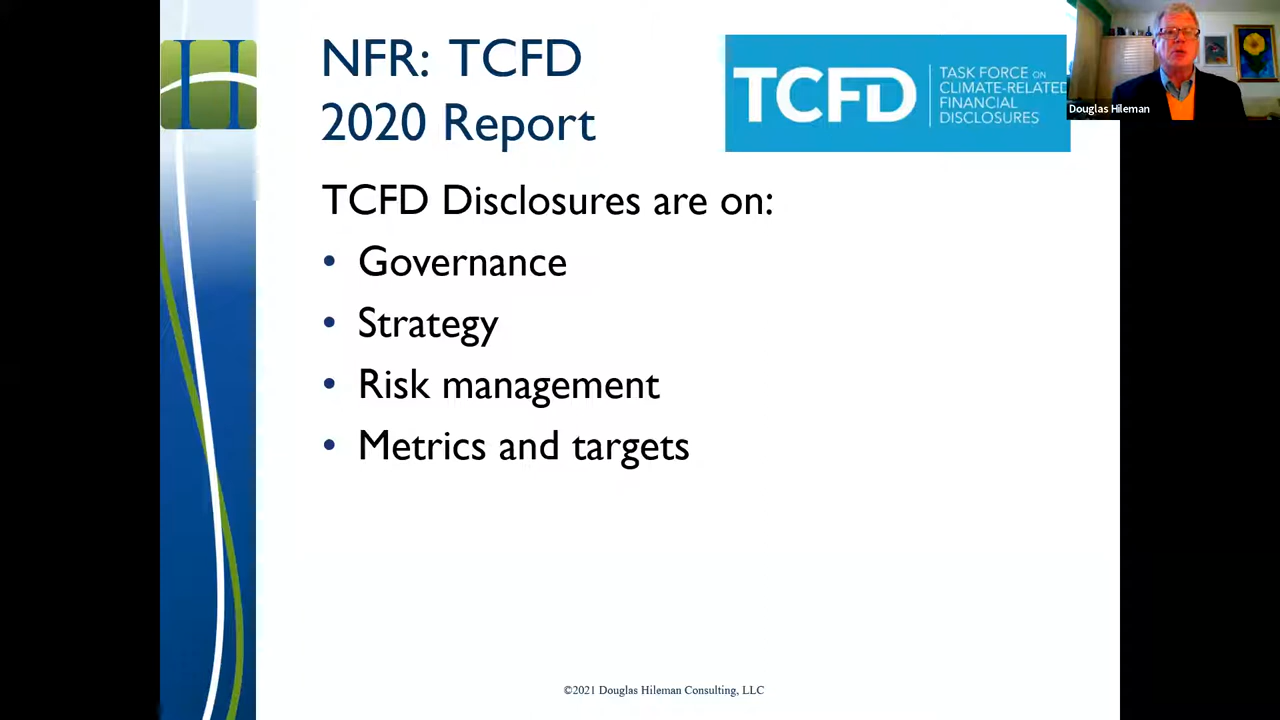 NFR: TCFD
2020 Report
TCFD
TASK FORCE ON
CLIMATE-RELATED
FINANCIAL
DISCLOSURES
Douglas Hileman
TCFD Disclosures are on:
• Governance
• Strategy
• Risk management
• Metrics and targets
©2021 Douglas Hileman Consulting, LLC